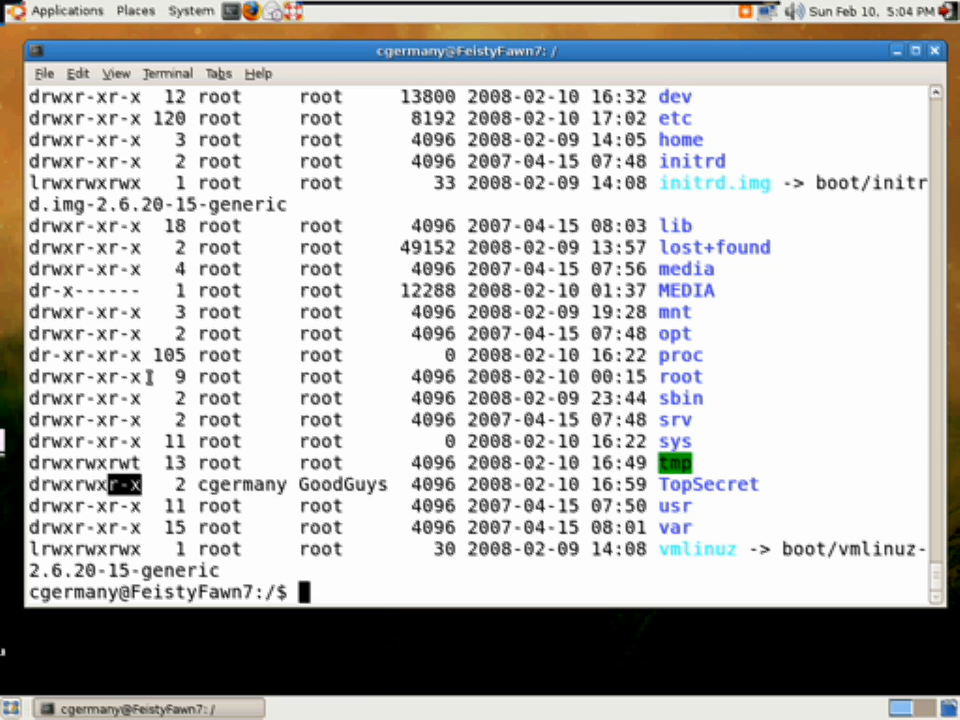 Applications Places System Sun Feb 10, 5:04 PM
cgermany@FeistyFawn7: /
File Edit View Terminal Tabs Help
drwxr-xr-x 12 root root 13800 2008-02-10 16:32 dev
drwxr-xr-x 120 root root 8192 2008-02-10 17:02 etc
drwxr-xr-x 3 root root 4096 2008-02-09 14:05 home
drwxr-xr-x 2 root root 4096 2007-04-15 07:48 initrd
lrwxrwxrwx 1 root root 33 2008-02-09 14:08 initrd.img -> boot/initr
d.img-2.6.20-15-generic
drwxr-xr-x 18 root root 4096 2007-04-15 08:03 lib
drwxr-xr-x 2 root root 49152 2008-02-09 13:57 lost+found
drwxr-xr-x 4 root root 4096 2007-04-15 07:56 media
dr-x------ 1 root root 12288 2008-02-10 01:37 MEDIA
drwxr-xr-x 3 root root 4096 2008-02-09 19:28 mnt
drwxr-xr-x 2 root root 4096 2007-04-15 07:48 opt
dr-xr-xr-x 105 root root 0 2008-02-10 16:22 proc
drwxr-xr-x 9 root root 4096 2008-02-10 00:15 root
drwxr-xr-x 2 root root 4096 2008-02-09 23:44 sbin
drwxr-xr-x 2 root root 4096 2007-04-15 07:48 srv
drwxr-xr-x 11 root root 0 2008-02-10 16:22 sys
drwxrwxrwt 13 root root 4096 2008-02-10 16:49 tmp
drwxrwxr-x 2 cgermany GoodGuys 4096 2008-02-10 16:59 TopSecret
drwxr-xr-x 11 root root 4096 2007-04-15 07:50 usr
drwxr-xr-x 15 root root 4096 2007-04-15 08:01 var
lrwxrwxrwx 1 root root 30 2008-02-09 14:08 vmlinuz -> boot/vmlinuz-
2.6.20-15-generic
cgermany@FeistyFawn7:/$
cgermany@FeistyFawn7: /